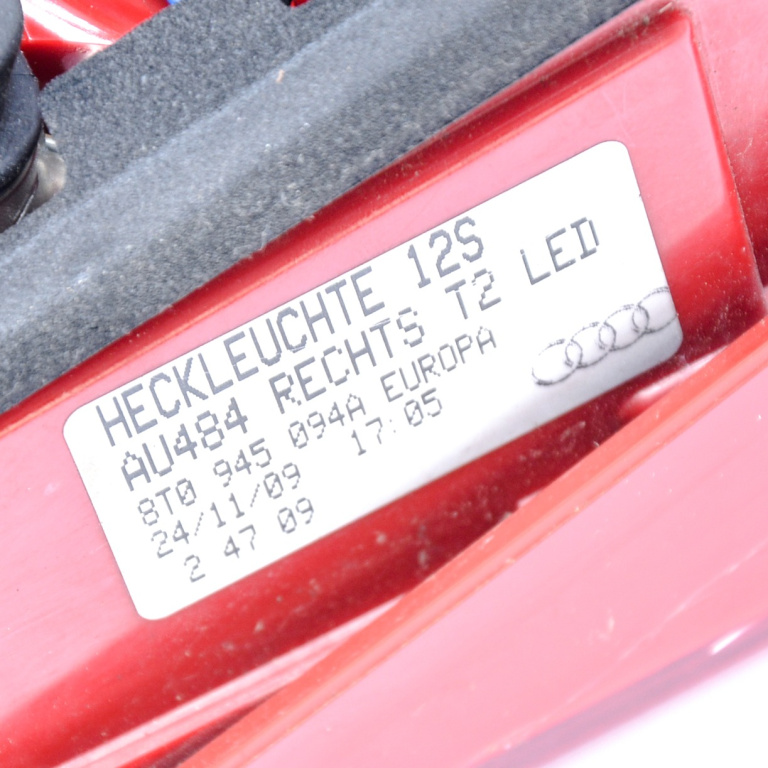 HECKLEUCHTE 12S
AU484 RECHTS T2 LED
8T0 945 094A EUROPA
24/11/09 17:05
2 47 09